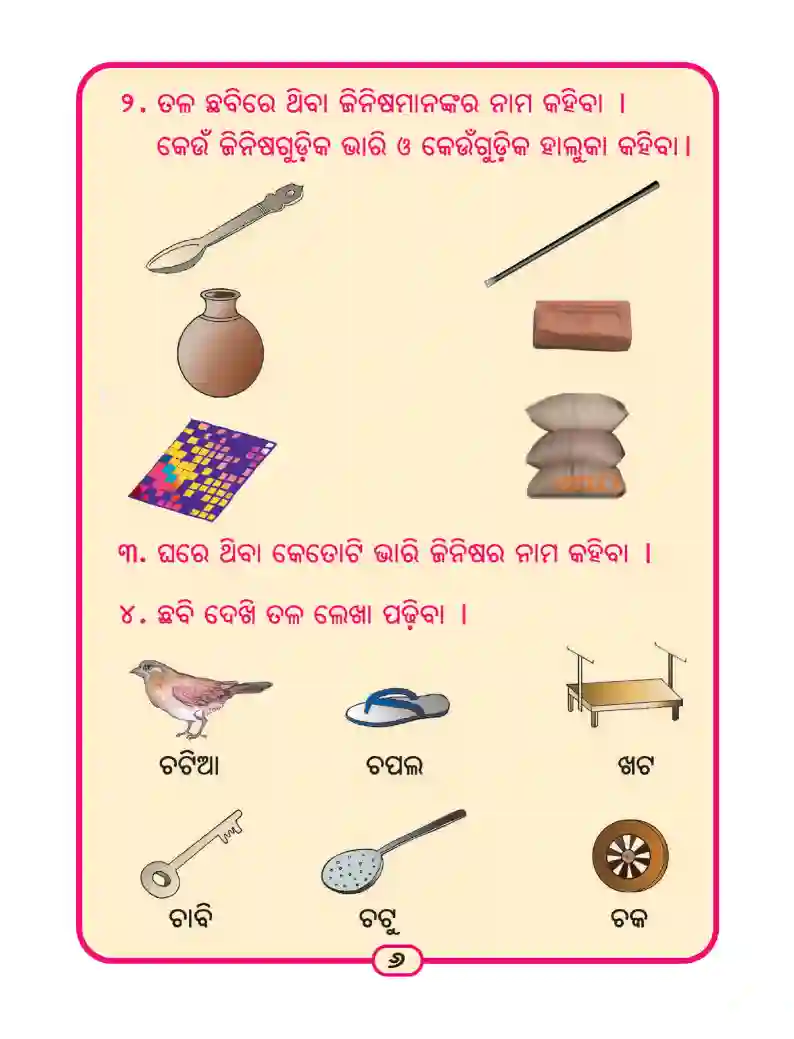 ୨. ତଳ ଛବିରେ ଥିବା ଜିନିଷମାନଙ୍କର ନାମ କହିବା ।
କେଉଁ ଜିନିଷଗୁଡ଼ିକ ଭାରି ଓ କେଉଁଗୁଡ଼ିକ ହାଲୁକା କହିବା।
୩. ଘରେ ଥିବା କେତୋଟି ଭାରି ଜିନିଷର ନାମ କହିବା ।
୪. ଛବି ଦେଖି ତଳ ଲେଖା ପଢ଼ିବା ।
ଚଟିଆ ଚପଲ ଖଟ
ଚାବି ଚଟୁ ଚକ
୬